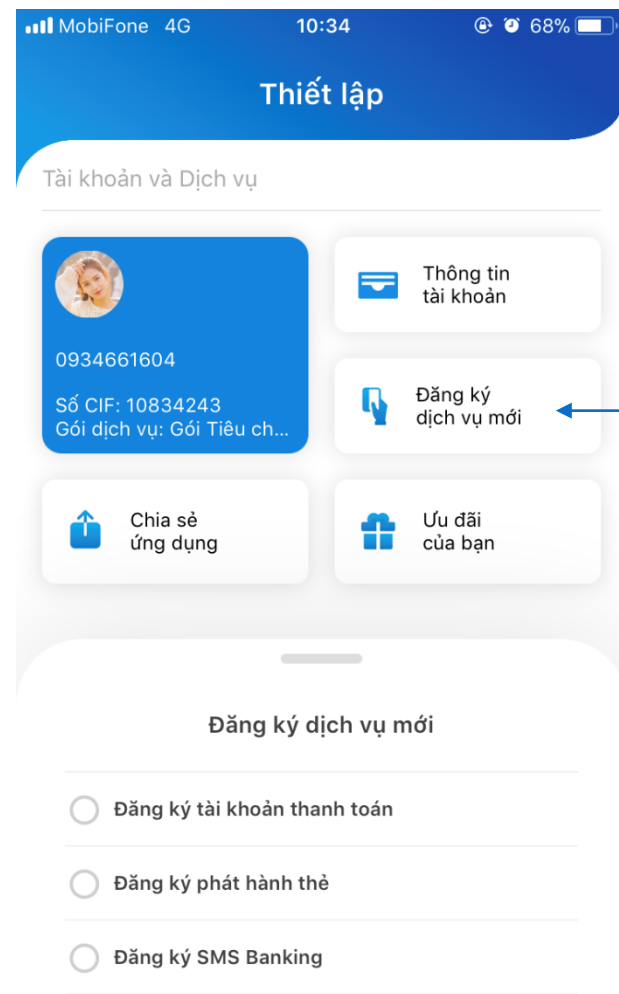 MobiFone 4G 10:34 68%
Thiết lập
Tài khoản và Dịch vụ
Thông tin
tài khoản
0934661604
Số CIF: 10834243
Gói dịch vụ: Gói Tiêu ch...
Đăng ký
dịch vụ mới
Chia sẻ
ứng dụng
Ưu đãi
của bạn
Đăng ký dịch vụ mới
Đăng ký tài khoản thanh toán
Đăng ký phát hành thẻ
Đăng ký SMS Banking